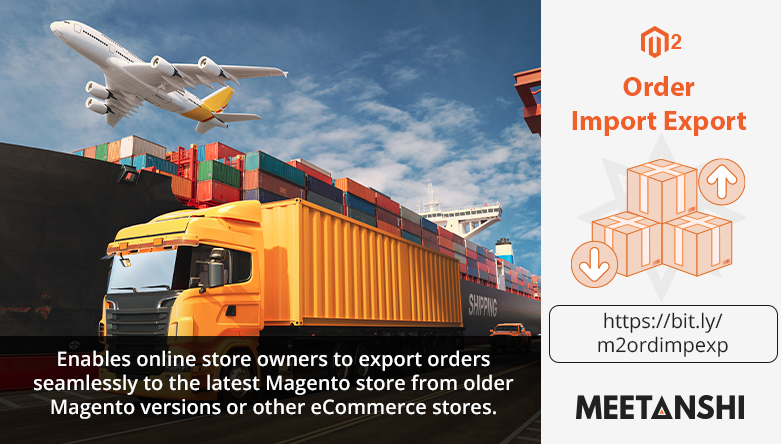 2
Order
Import Export
SHIPPING
https://bit.ly/
m2ordimpexp
Enables online store owners to export orders
seamlessly to the latest Magento store from older
Magento versions or other eCommerce stores.
MEETANSHI